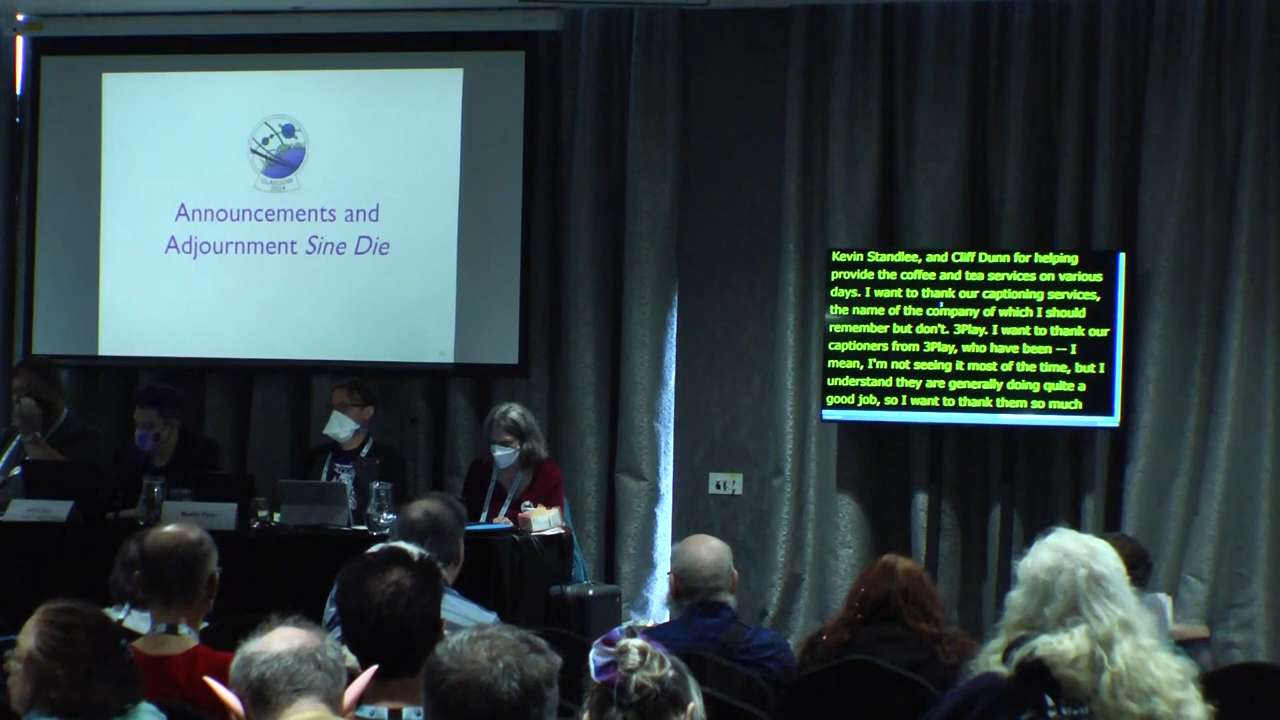 GLASGOW
2024
Announcements and
Adjournment Sine Die
Kevin Standlee, and Cliff Dunn for helping
provide the coffee and tea services on various
days. I want to thank our captioning services,
the name of the company of which I should
remember but don't. 3Play. I want to thank our
captioners from 3Play, who have been — I
mean, I'm not seeing it most of the time, but I
understand they are generally doing quite a
good job, so I want to thank them so much